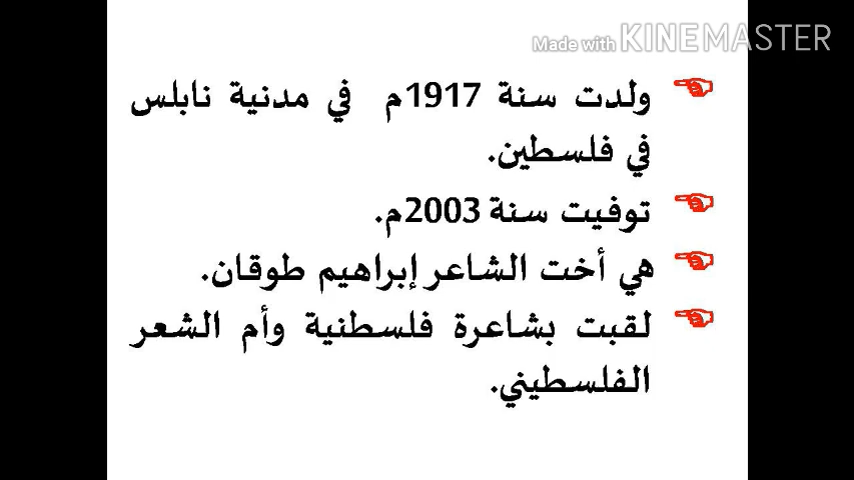 Made with KINEMASTER
ولدت سنة 1917م في مدنية نابلس
في فلسطين.
توفيت سنة 2003م.
هي أخت الشاعر إبراهيم طوقان.
لقبت بشاعرة فلسطنية وأم الشعر
الفلسطيني.